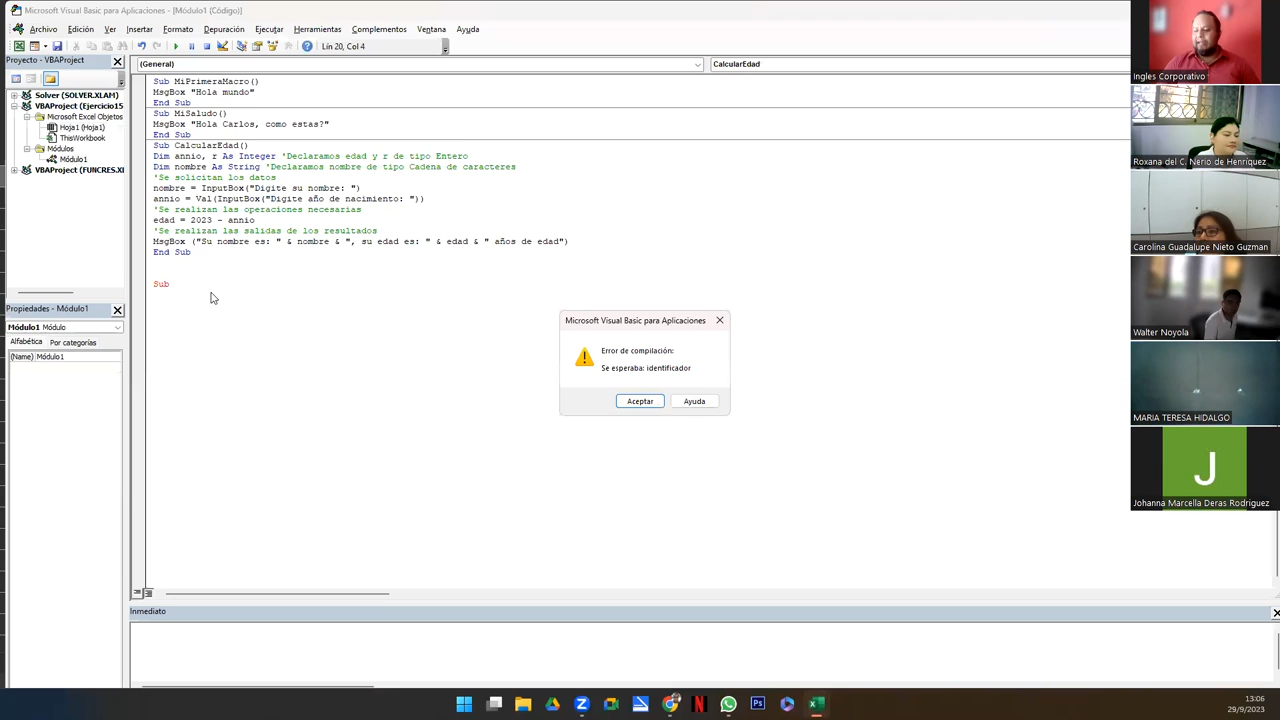 Microsoft Visual Basic para Aplicaciones - [Módulo1 (Código)]
Archivo Edición Ver Insertar Formato Depuración Ejecutar Herramientas Complementos Ventana Ayuda
Lín 20, Col 4
Proyecto - VBAProject
(General)
CalcularEdad
Solver (SOLVER.XLAM)
VBAProject (Ejercicio15
Microsoft Excel Objetos
Hoja1 (Hoja1)
ThisWorkbook
Módulos
Módulo1
VBAProject (FUNCRES.XL
Propiedades - Módulo1
Módulo1 Módulo
Alfabética Por categorías
(Name) Módulo1
Sub MiPrimeraMacro()
MsgBox "Hola mundo"
End Sub
Sub MiSaludo()
MsgBox "Hola Carlos, como estas?"
End Sub
Sub CalcularEdad()
Dim annio, r As Integer 'Declaramos edad y r de tipo Entero
Dim nombre As String 'Declaramos nombre de tipo Cadena de caracteres
'Se solicitan los datos
nombre = InputBox("Digite su nombre: ")
annio = Val(InputBox("Digite año de nacimiento: "))
'Se realizan las operaciones necesarias
edad = 2023 - annio
'Se realizan las salidas de los resultados
MsgBox ("Su nombre es: " & nombre & ", su edad es: " & edad & " años de edad")
End Sub
Sub
Microsoft Visual Basic para Aplicaciones
Error de compilación:
Se esperaba: identificador
Aceptar Ayuda
Inmediato
Ingles Corporativo
Roxana del C. Nerio de Henríquez
Carolina Guadalupe Nieto Guzman
Walter Noyola
MARIA TERESA HIDALGO
J
Johanna Marcella Deras Rodríguez
13:06
29/9/2023